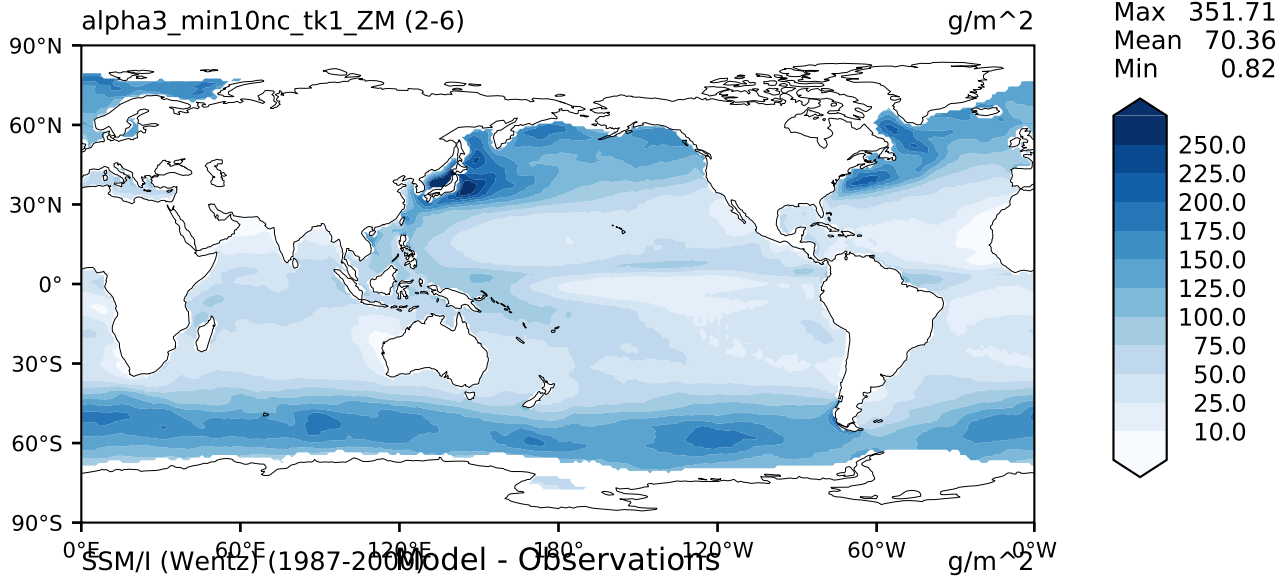 alpha3_min10nc_tk1_ZM (2-6) g/m^2
Max 351.71
Mean 70.36
Min 0.82
90°N
60°N
30°N
0°
30°S
60°S
90°S
0°E 60°E 120°E 180° 120°W 60°W 0°W
250.0
225.0
200.0
175.0
150.0
125.0
100.0
75.0
50.0
25.0
10.0
SSM/I (Wentz) (1987-2000) Model - Observations g/m^2